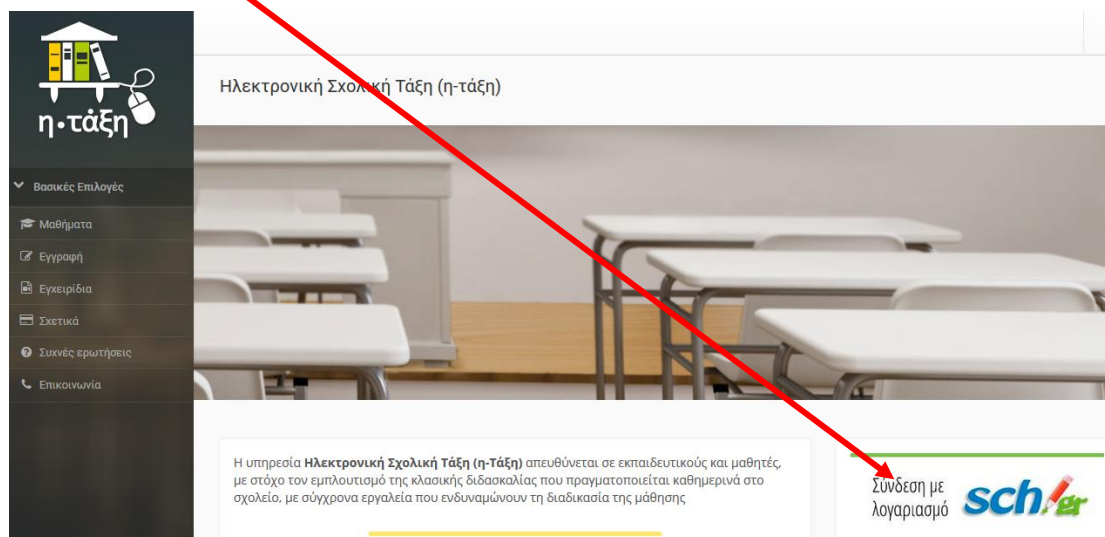 η·τάξη
Βασικές Επιλογές
Μαθήματα
Εγγραφή
Εγχειρίδια
Σχετικά
Συχνές ερωτήσεις
Επικοινωνία
Ηλεκτρονική Σχολική Τάξη (η-τάξη)
Η υπηρεσία Ηλεκτρονική Σχολική Τάξη (η-Τάξη) απευθύνεται σε εκπαιδευτικούς και μαθητές,
με στόχο τον εμπλουτισμό της κλασικής διδασκαλίας που πραγματοποιείται καθημερινά στο
σχολείο, με σύγχρονα εργαλεία που ενδυναμώνουν τη διαδικασία της μάθησης
Σύνδεση με
λογαριασμό
sch/gr